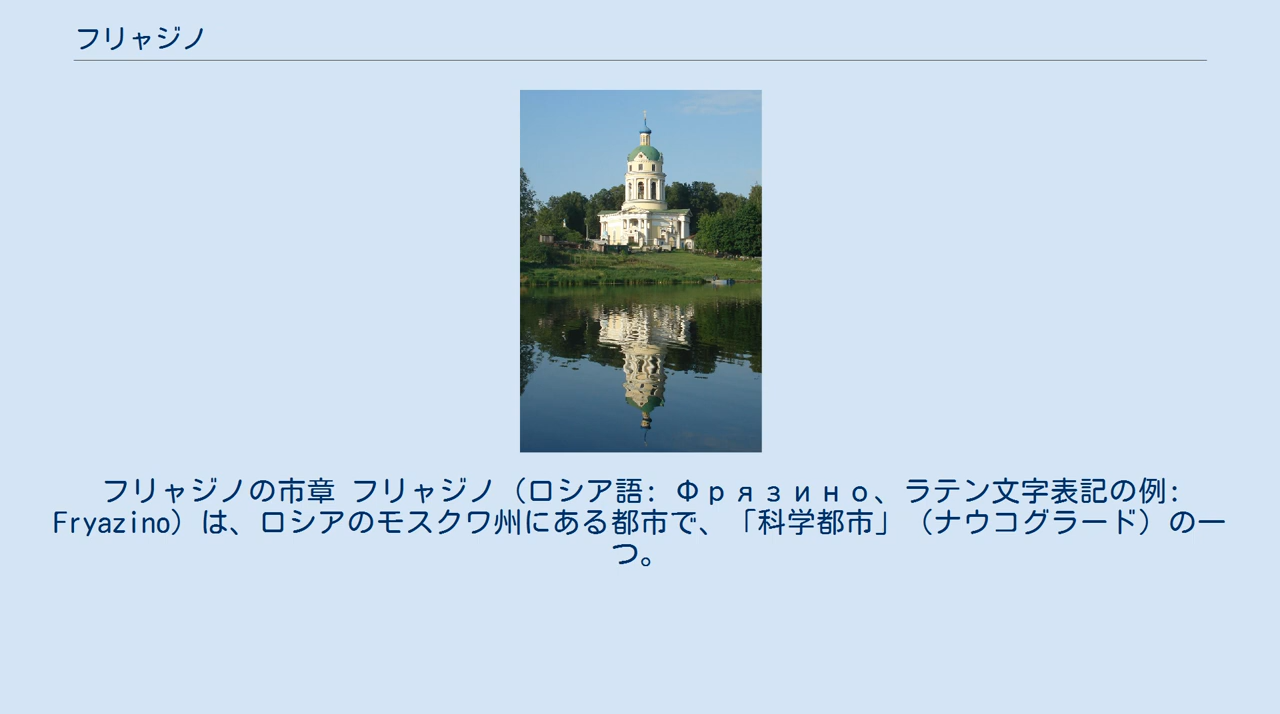 フリャジノ
フリャジノの市章 フリャジノ（ロシア語: Фрязино、ラテン文字表記の例:
Fryazino）は、ロシアのモスクワ州にある都市で、「科学都市」（ナウコグラード）の一
つ。